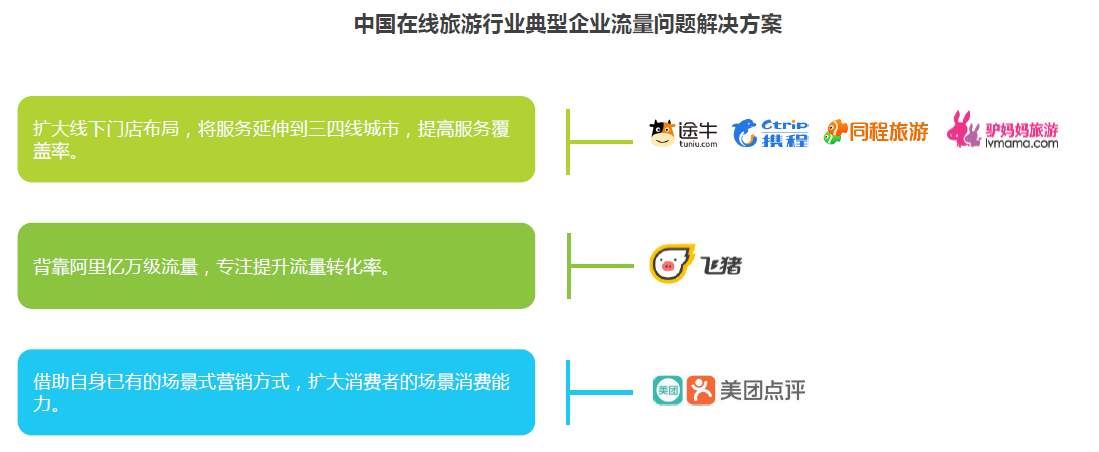 中国在线旅游行业典型企业流量问题解决方案
扩大线下门店布局，将服务延伸到三四线城市，提高服务覆
盖率。
途牛
tuniu.com
Ctrip
携程
同程旅游
驴妈妈旅游
lvmama.com
背靠阿里亿万级流量，专注提升流量转化率。
飞猪
借助自身已有的场景式营销方式，扩大消费者的场景消费能
力。
美团
美团点评